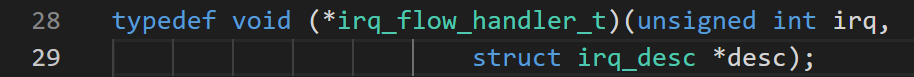 28 typedef void (*irq_flow_handler_t)(unsigned int irq,
29 struct irq_desc *desc);